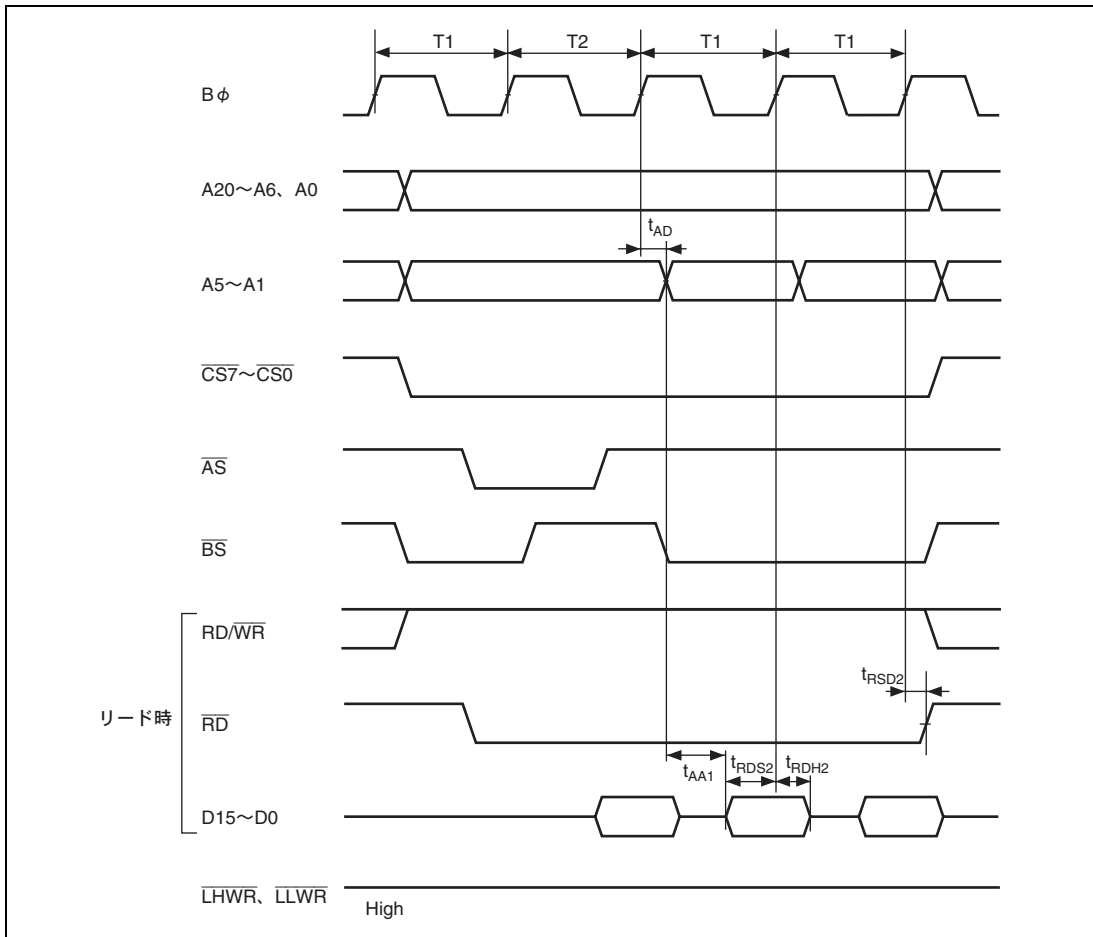 T1 T2 T1 T1
Bφ
A20～A6、A0
tAD
A5～A1
CS7～CS0
AS
BS
RD/WR
tRSD2
リード時
RD
tAA1 tRDS2 tRDH2
D15～D0
LHWR、LLWR
High